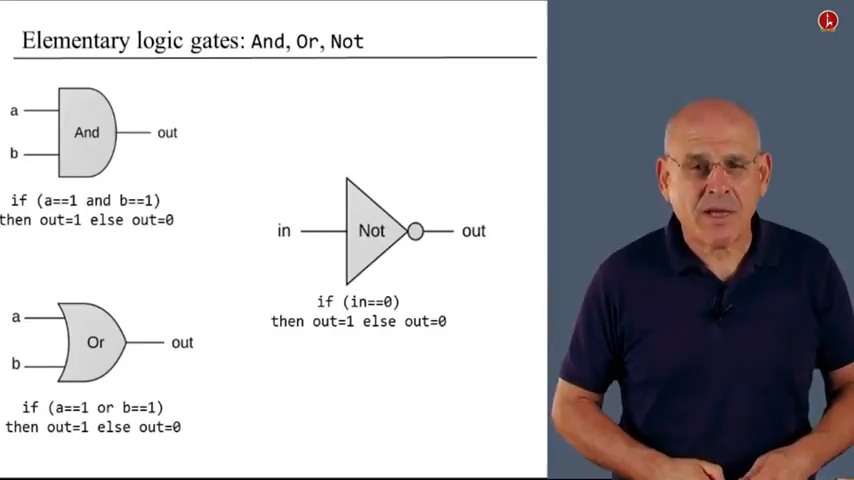 Elementary logic gates: And, Or, Not
a
And
out
b
if (a==1 and b==1)
then out=1 else out=0
in
Not
out
if (in==0)
then out=1 else out=0
a
Or
out
b
if (a==1 or b==1)
then out=1 else out=0